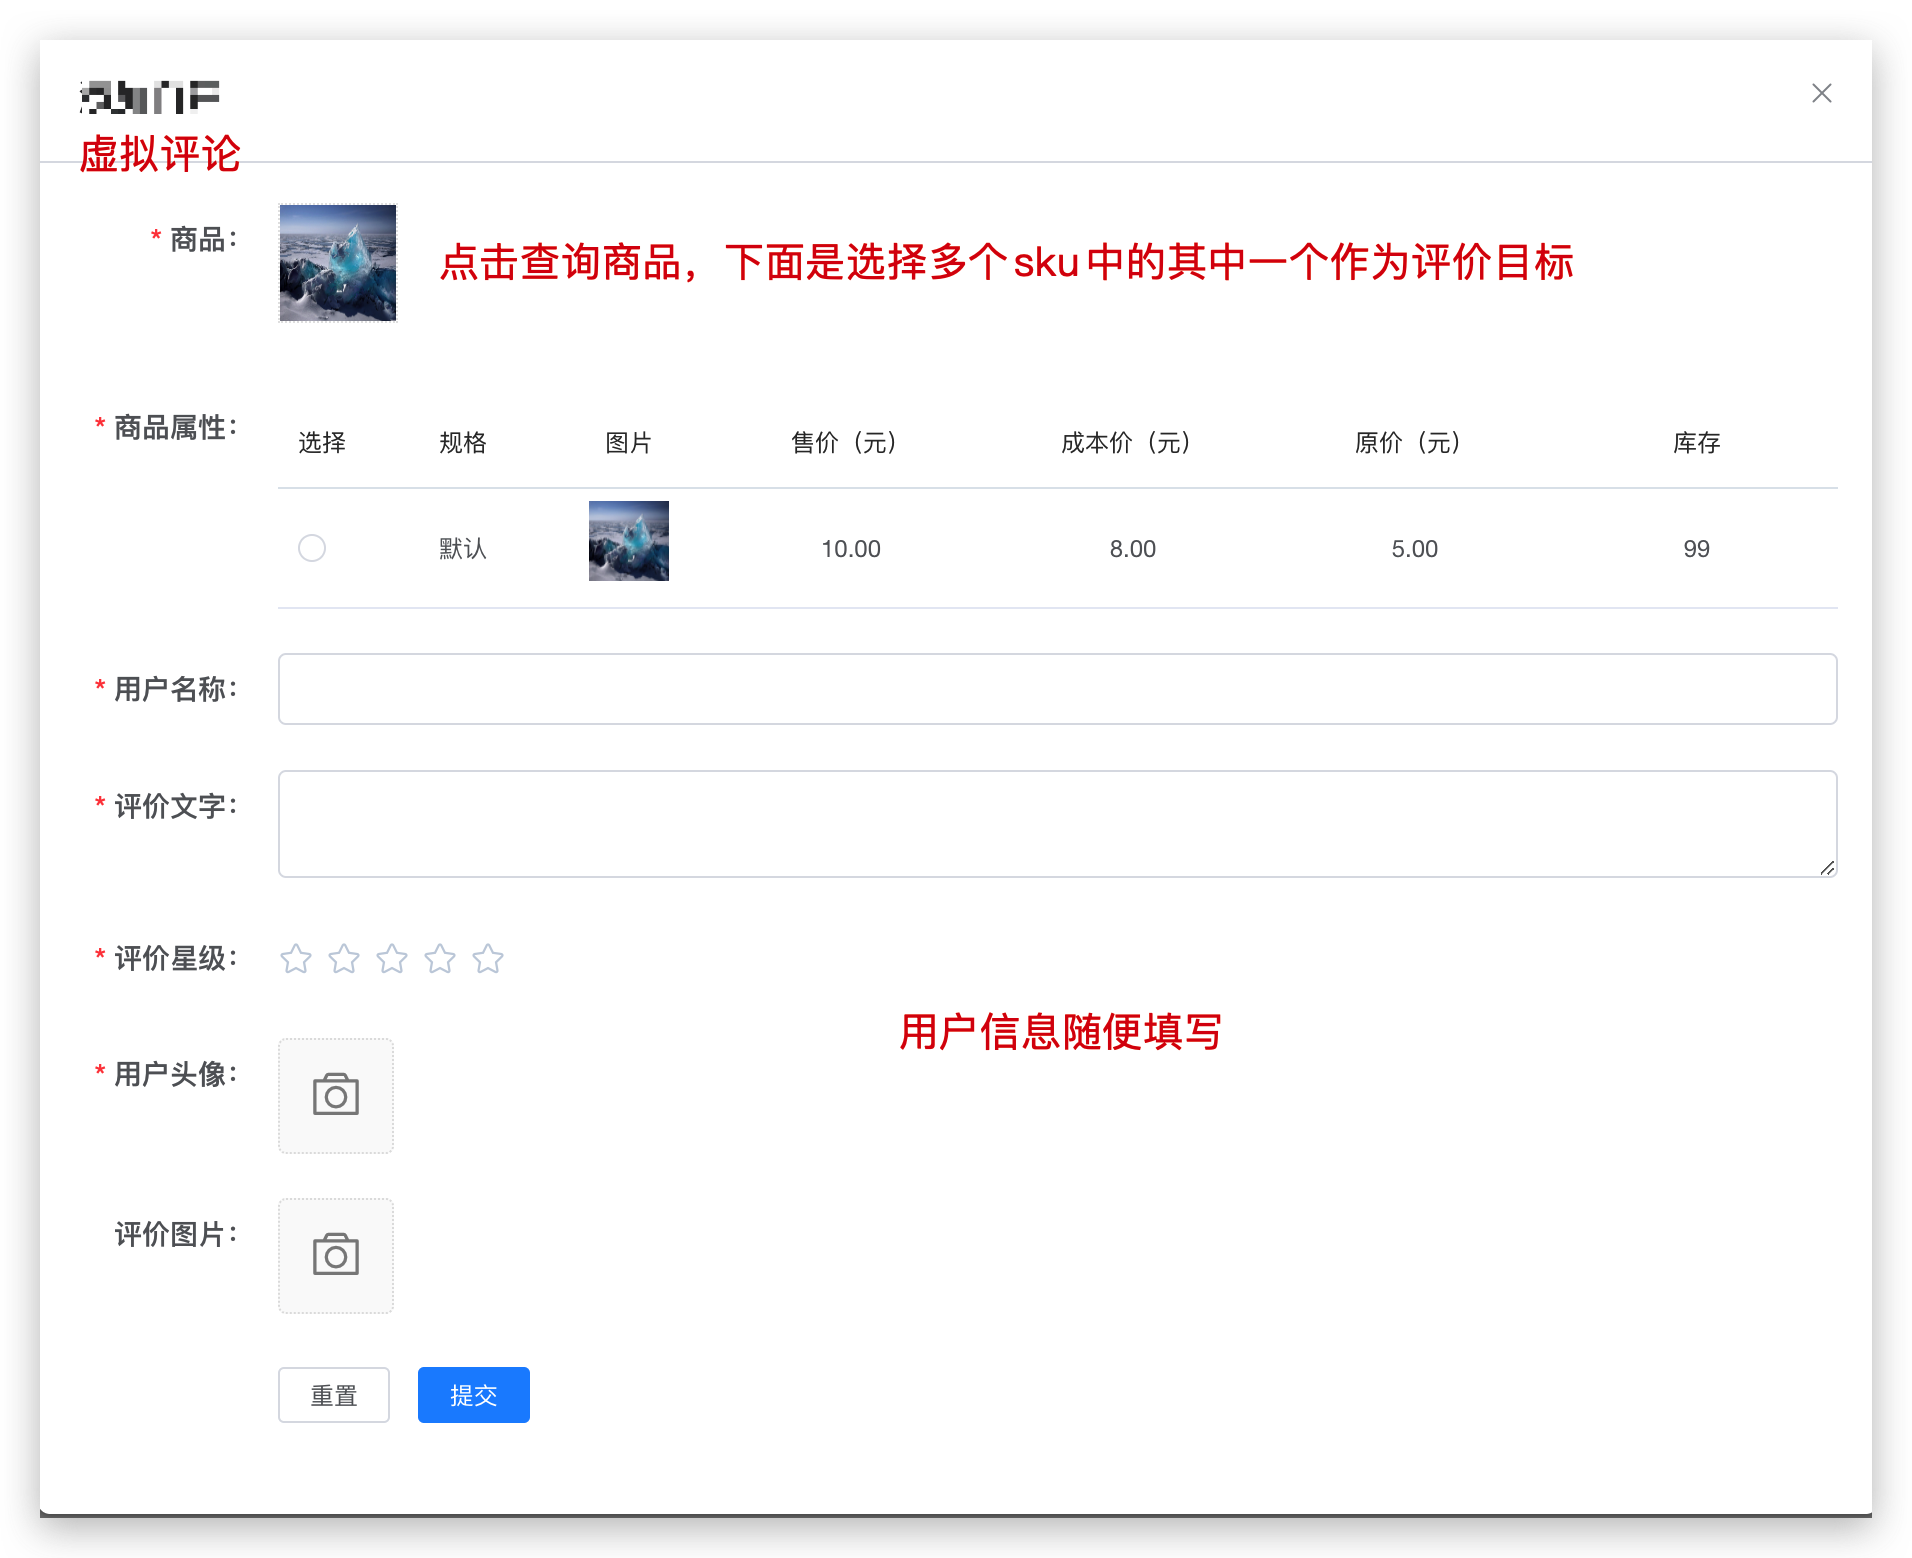 虚拟评论
* 商品：
点击查询商品，下面是选择多个sku中的其中一个作为评价目标
* 商品属性：
选择 规格 图片 售价（元） 成本价（元） 原价（元） 库存
默认 10.00 8.00 5.00 99
* 用户名称：
* 评价文字：
* 评价星级：
用户信息随便填写
* 用户头像：
评价图片：
重置 提交